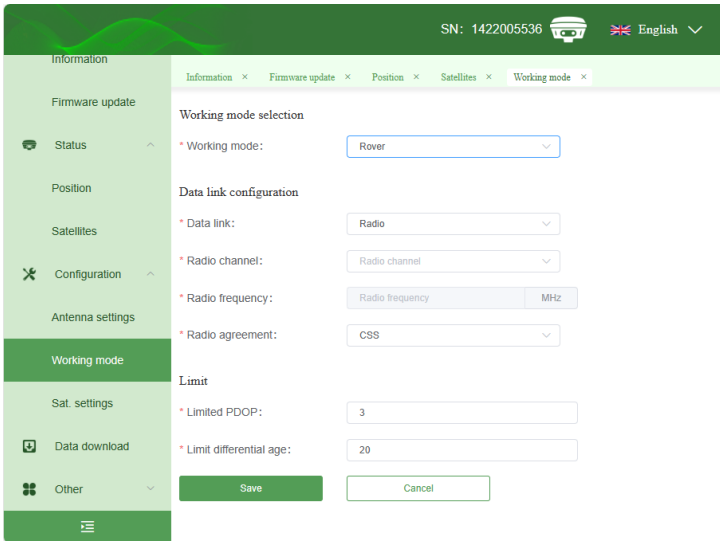 SN: 1422005536 English
Information
Firmware update
Status
Position
Satellites
Configuration
Antenna settings
Working mode
Sat. settings
Data download
Other
Information × Firmware update × Position × Satellites × Working mode ×
Working mode selection
* Working mode: Rover
Data link configuration
* Data link: Radio
* Radio channel: Radio channel
* Radio frequency: Radio frequency MHz
* Radio agreement: CSS
Limit
* Limited PDOP: 3
* Limit differential age: 20
Save Cancel